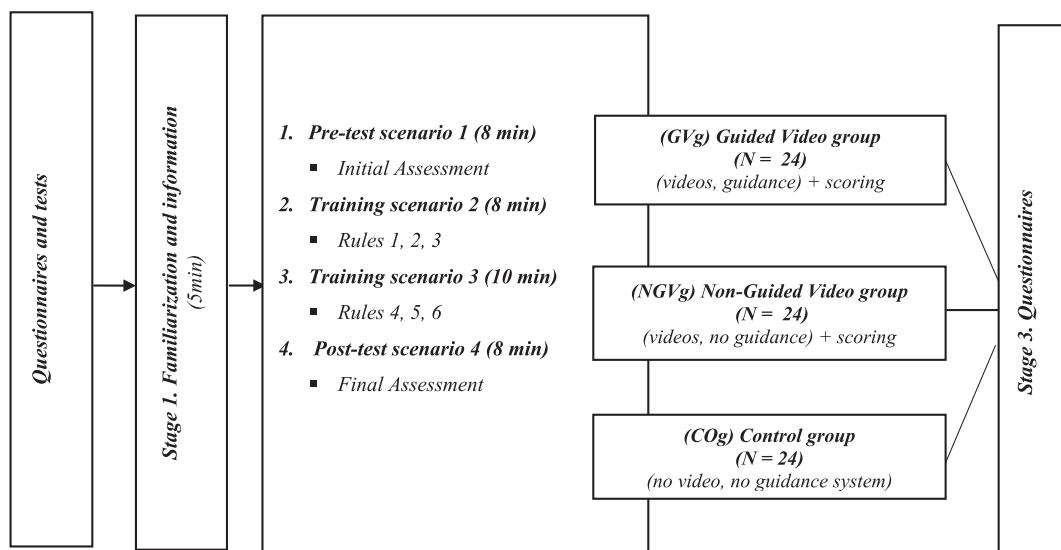 Questionnaires and tests
Stage 1. Familiarization and information
(5min)
1. Pre-test scenario 1 (8 min)
▪ Initial Assessment
2. Training scenario 2 (8 min)
▪ Rules 1, 2, 3
3. Training scenario 3 (10 min)
▪ Rules 4, 5, 6
4. Post-test scenario 4 (8 min)
▪ Final Assessment
(GVg) Guided Video group
(N = 24)
(videos, guidance) + scoring
(NGVg) Non-Guided Video group
(N = 24)
(videos, no guidance) + scoring
(COg) Control group
(N = 24)
(no video, no guidance system)
Stage 3. Questionnaires